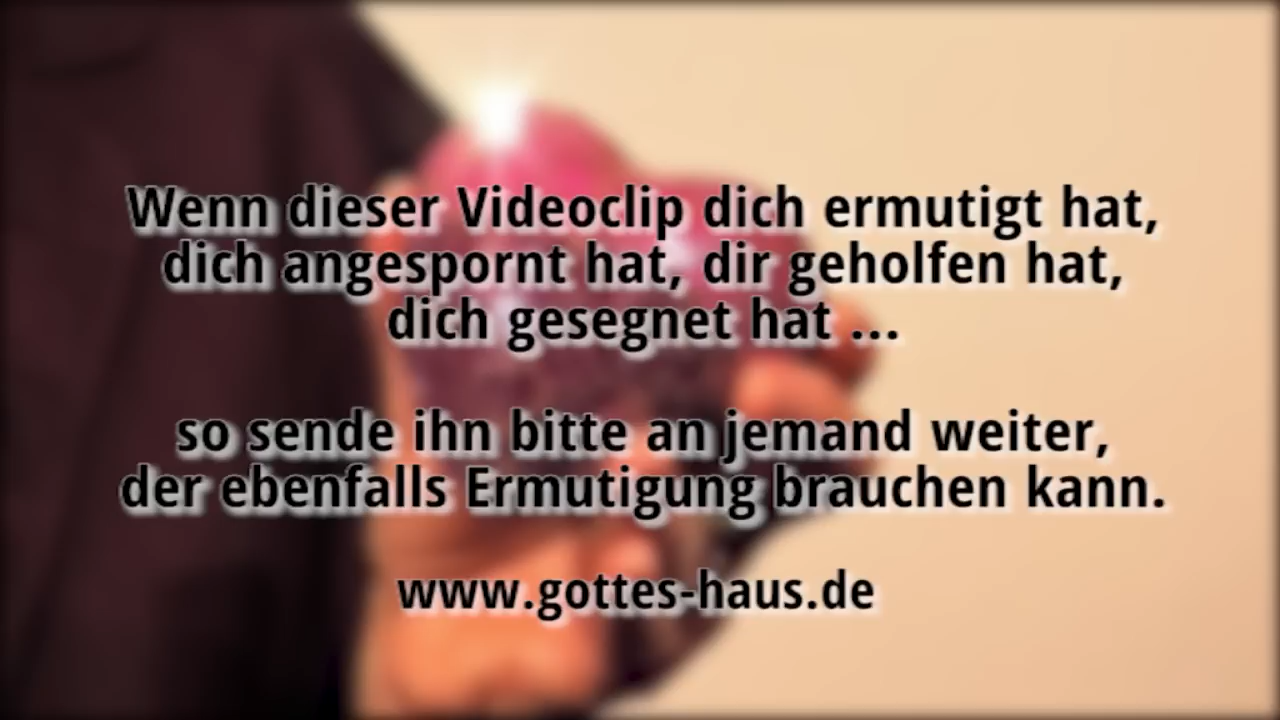 Wenn dieser Videoclip dich ermutigt hat,
dich angespornt hat, dir geholfen hat,
dich gesegnet hat ...
so sende ihn bitte an jemand weiter,
der ebenfalls Ermutigung brauchen kann.
www.gottes-haus.de